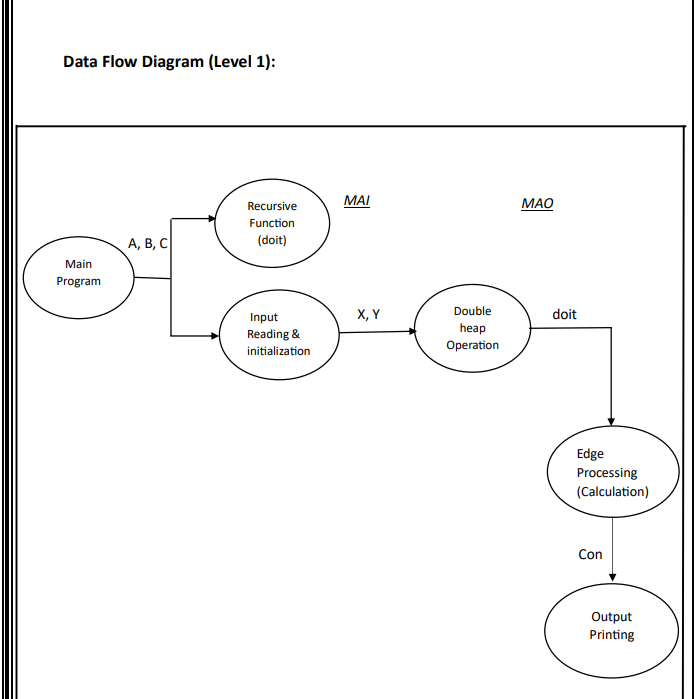 Data Flow Diagram (Level 1):
Recursive
Function
(doit)
MAI
MAO
A, B, C
Main
Program
Input
Reading &
initialization
X, Y
Double
heap
Operation
doit
Edge
Processing
(Calculation)
Con
Output
Printing